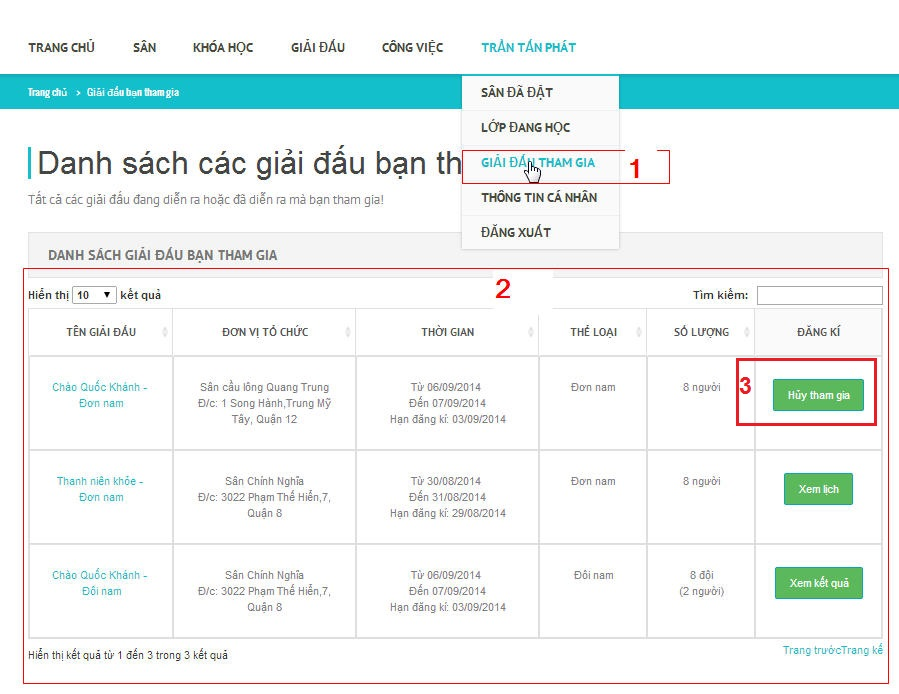 TRANG CHỦ SÂN KHÓA HỌC GIẢI ĐẤU CÔNG VIỆC TRẦN TẤN PHÁT
Trang chủ > Giải đấu bạn tham gia
SÂN ĐÃ ĐẶT
LỚP ĐANG HỌC
GIẢI ĐẤU THAM GIA 1
THÔNG TIN CÁ NHÂN
ĐĂNG XUẤT
Danh sách các giải đấu bạn th
Tất cả các giải đấu đang diễn ra hoặc đã diễn ra mà bạn tham gia!
DANH SÁCH GIẢI ĐẤU BẠN THAM GIA
2
Hiển thị 10 kết quả Tìm kiếm:
TÊN GIẢI ĐẤU ĐƠN VỊ TỔ CHỨC THỜI GIAN THỂ LOẠI SỐ LƯỢNG ĐĂNG KÍ
Chào Quốc Khánh -
Đơn nam
Sân cầu lông Quang Trung
Đ/c: 1 Song Hành,Trung Mỹ
Tây, Quận 12
Từ 06/09/2014
Đến 07/09/2014
Hạn đăng kí: 03/09/2014
Đơn nam
8 người
3
Hủy tham gia
Thanh niên khỏe -
Đơn nam
Sân Chính Nghĩa
Đ/c: 3022 Phạm Thế Hiển,7,
Quận 8
Từ 30/08/2014
Đến 31/08/2014
Hạn đăng kí: 29/08/2014
Đơn nam
8 người
Xem lịch
Chào Quốc Khánh -
Đôi nam
Sân Chính Nghĩa
Đ/c: 3022 Phạm Thế Hiển,7,
Quận 8
Từ 06/09/2014
Đến 07/09/2014
Hạn đăng kí: 03/09/2014
Đôi nam
8 đội
(2 người)
Xem kết quả
Hiển thị kết quả từ 1 đến 3 trong 3 kết quả
Trang trướcTrang kế